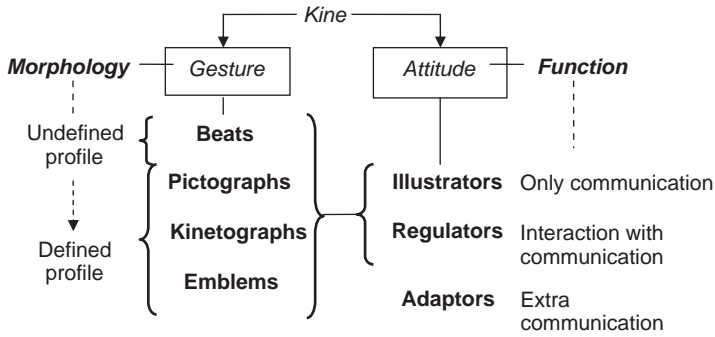 Kine
Morphology Gesture Attitude Function
Undefined
profile
Beats
Pictographs Illustrators Only communication
Kinetographs Regulators Interaction with
communication
Defined
profile
Emblems
Adaptors Extra
communication